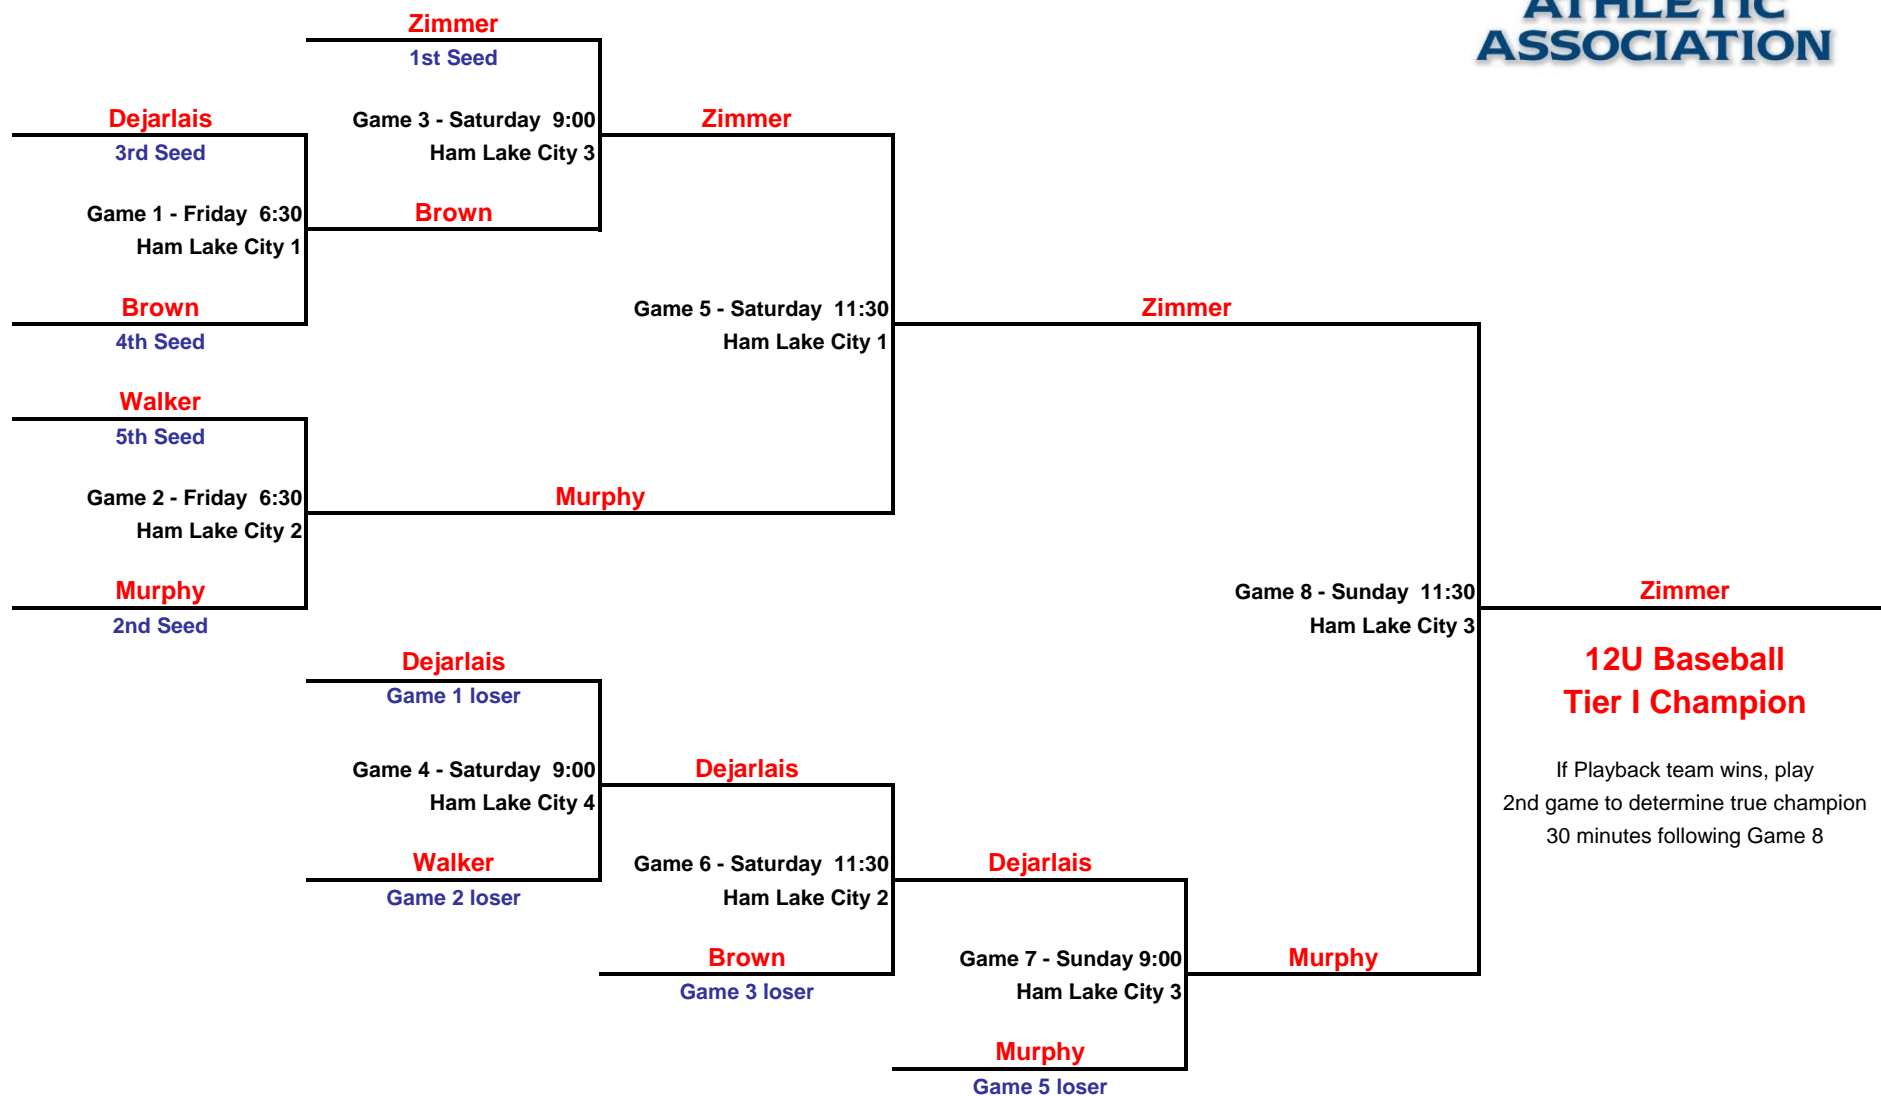 ATHLETIC
ASSOCIATION
Zimmer
1st Seed
Dejarlais
3rd Seed
Game 3 - Saturday 9:00
Ham Lake City 3
Zimmer
Game 1 - Friday 6:30
Ham Lake City 1
Brown
Brown
4th Seed
Game 5 - Saturday 11:30
Ham Lake City 1
Zimmer
Walker
5th Seed
Game 2 - Friday 6:30
Ham Lake City 2
Murphy
Murphy
2nd Seed
Game 8 - Sunday 11:30
Ham Lake City 3
Zimmer
12U Baseball
Tier I Champion
If Playback team wins, play
2nd game to determine true champion
30 minutes following Game 8
Dejarlais
Game 1 loser
Game 4 - Saturday 9:00
Ham Lake City 4
Dejarlais
Walker
Game 2 loser
Game 6 - Saturday 11:30
Ham Lake City 2
Dejarlais
Brown
Game 3 loser
Game 7 - Sunday 9:00
Ham Lake City 3
Murphy
Murphy
Game 5 loser